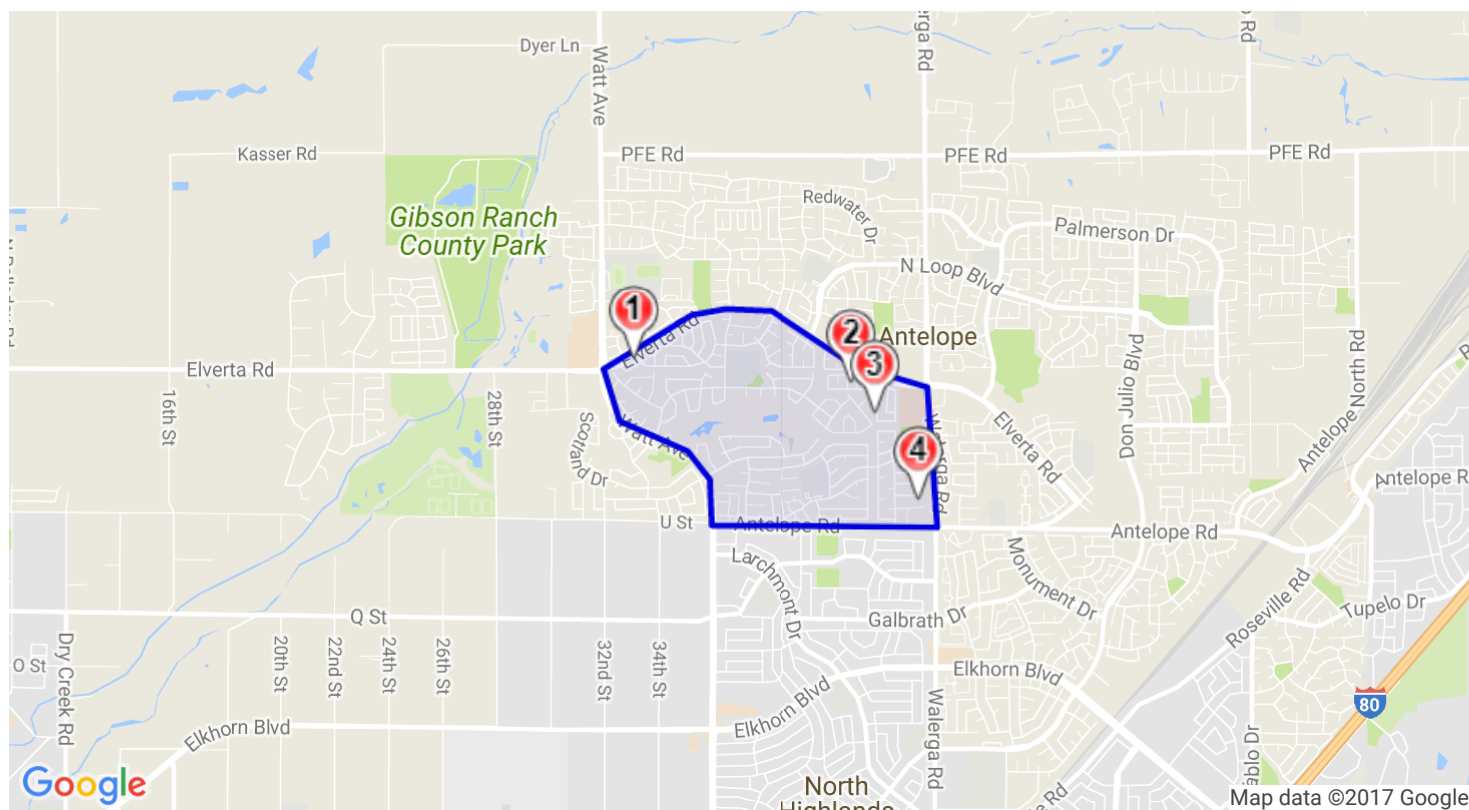 Dyer Ln
Watt Ave
erga Rd
o Rd
Kasser Rd
PFE Rd
PFE Rd
PFE Rd
Gibson Ranch
County Park
Redwater Dr
Palmerson Dr
N Loop Blvd
1
2
Antelope
3
Elverta Rd
Elverta Rd
16th St
28th St
Scotland Dr
Watt Ave
4
Walerga Rd
Elverta Rd
Don Julio Blvd
Antelope North Rd
Antelope R
U St
Antelope Rd
Antelope Rd
Larchmont Dr
Monument Dr
Roseville Rd
Tupelo Dr
Q St
Galbrath Dr
O St
Dry Creek Rd
20th St
22nd St
24th St
26th St
32nd St
34th St
Elkhorn Blvd
Elkhorn Blvd
Elkhorn Blvd
Walerga Rd
80
Google
North
Highlands
Map data ©2017 Google